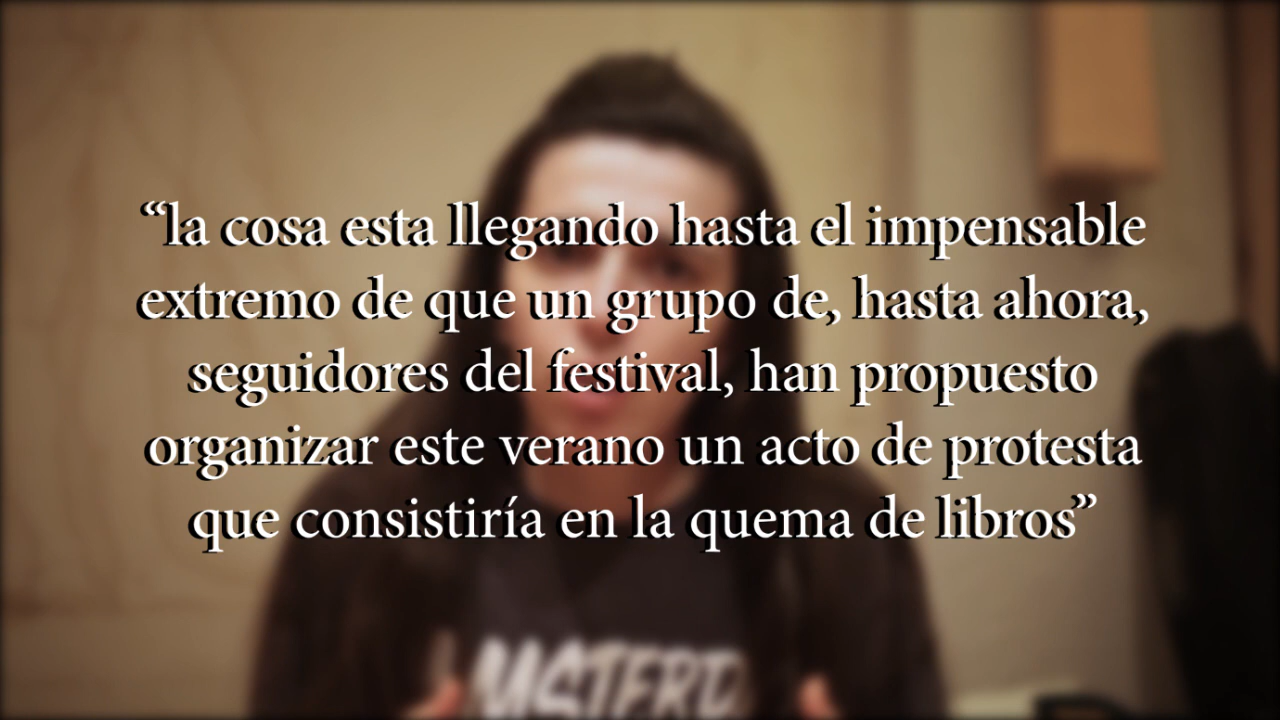 “la cosa esta llegando hasta el impensable
extremo de que un grupo de, hasta ahora,
seguidores del festival, han propuesto
organizar este verano un acto de protesta
que consistiría en la quema de libros”